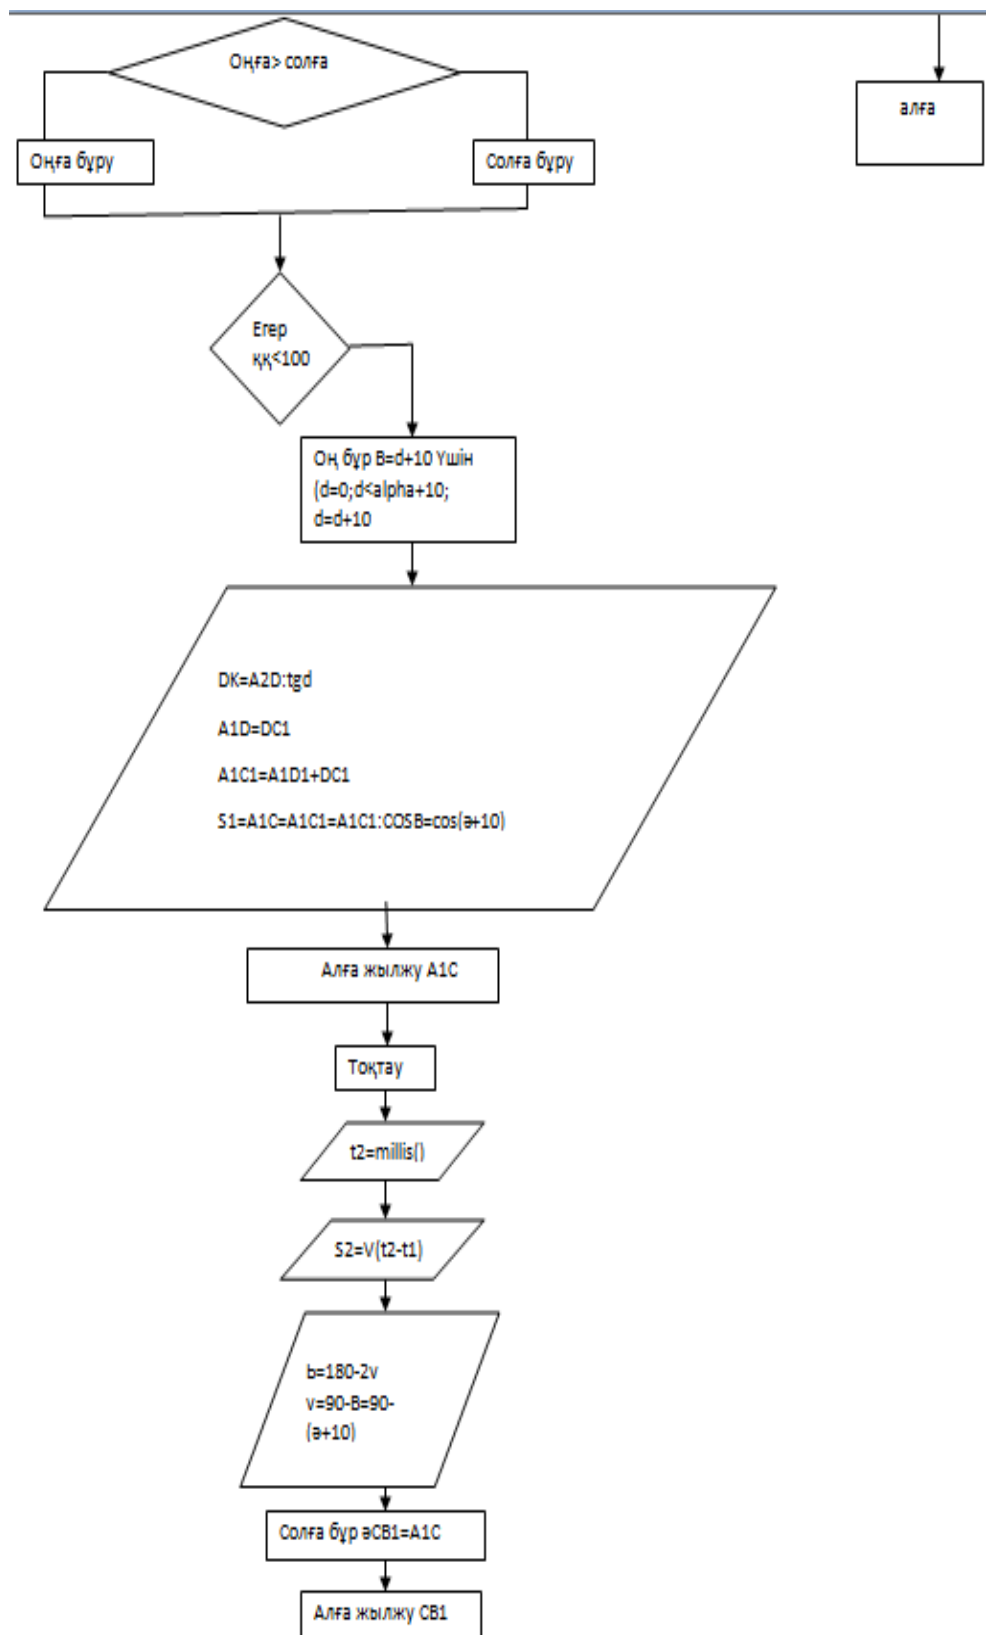 Оңға> солға
алға
Оңға бұру
Солға бұру
Егер
ққ<100
Оң бұр B=d+10 Үшін
(d=0;d<alpha+10;
d=d+10
DK=A2D:tgd
A1D=DC1
A1C1=A1D1+DC1
S1=A1C=A1C1=A1C1:COSB=cos(ə+10)
Алға жылжу A1C
Тоқтау
t2=millis()
S2=V(t2-t1)
b=180-2v
v=90-B=90-
(ə+10)
Солға бұр əCB1=A1C
Алға жылжу CB1